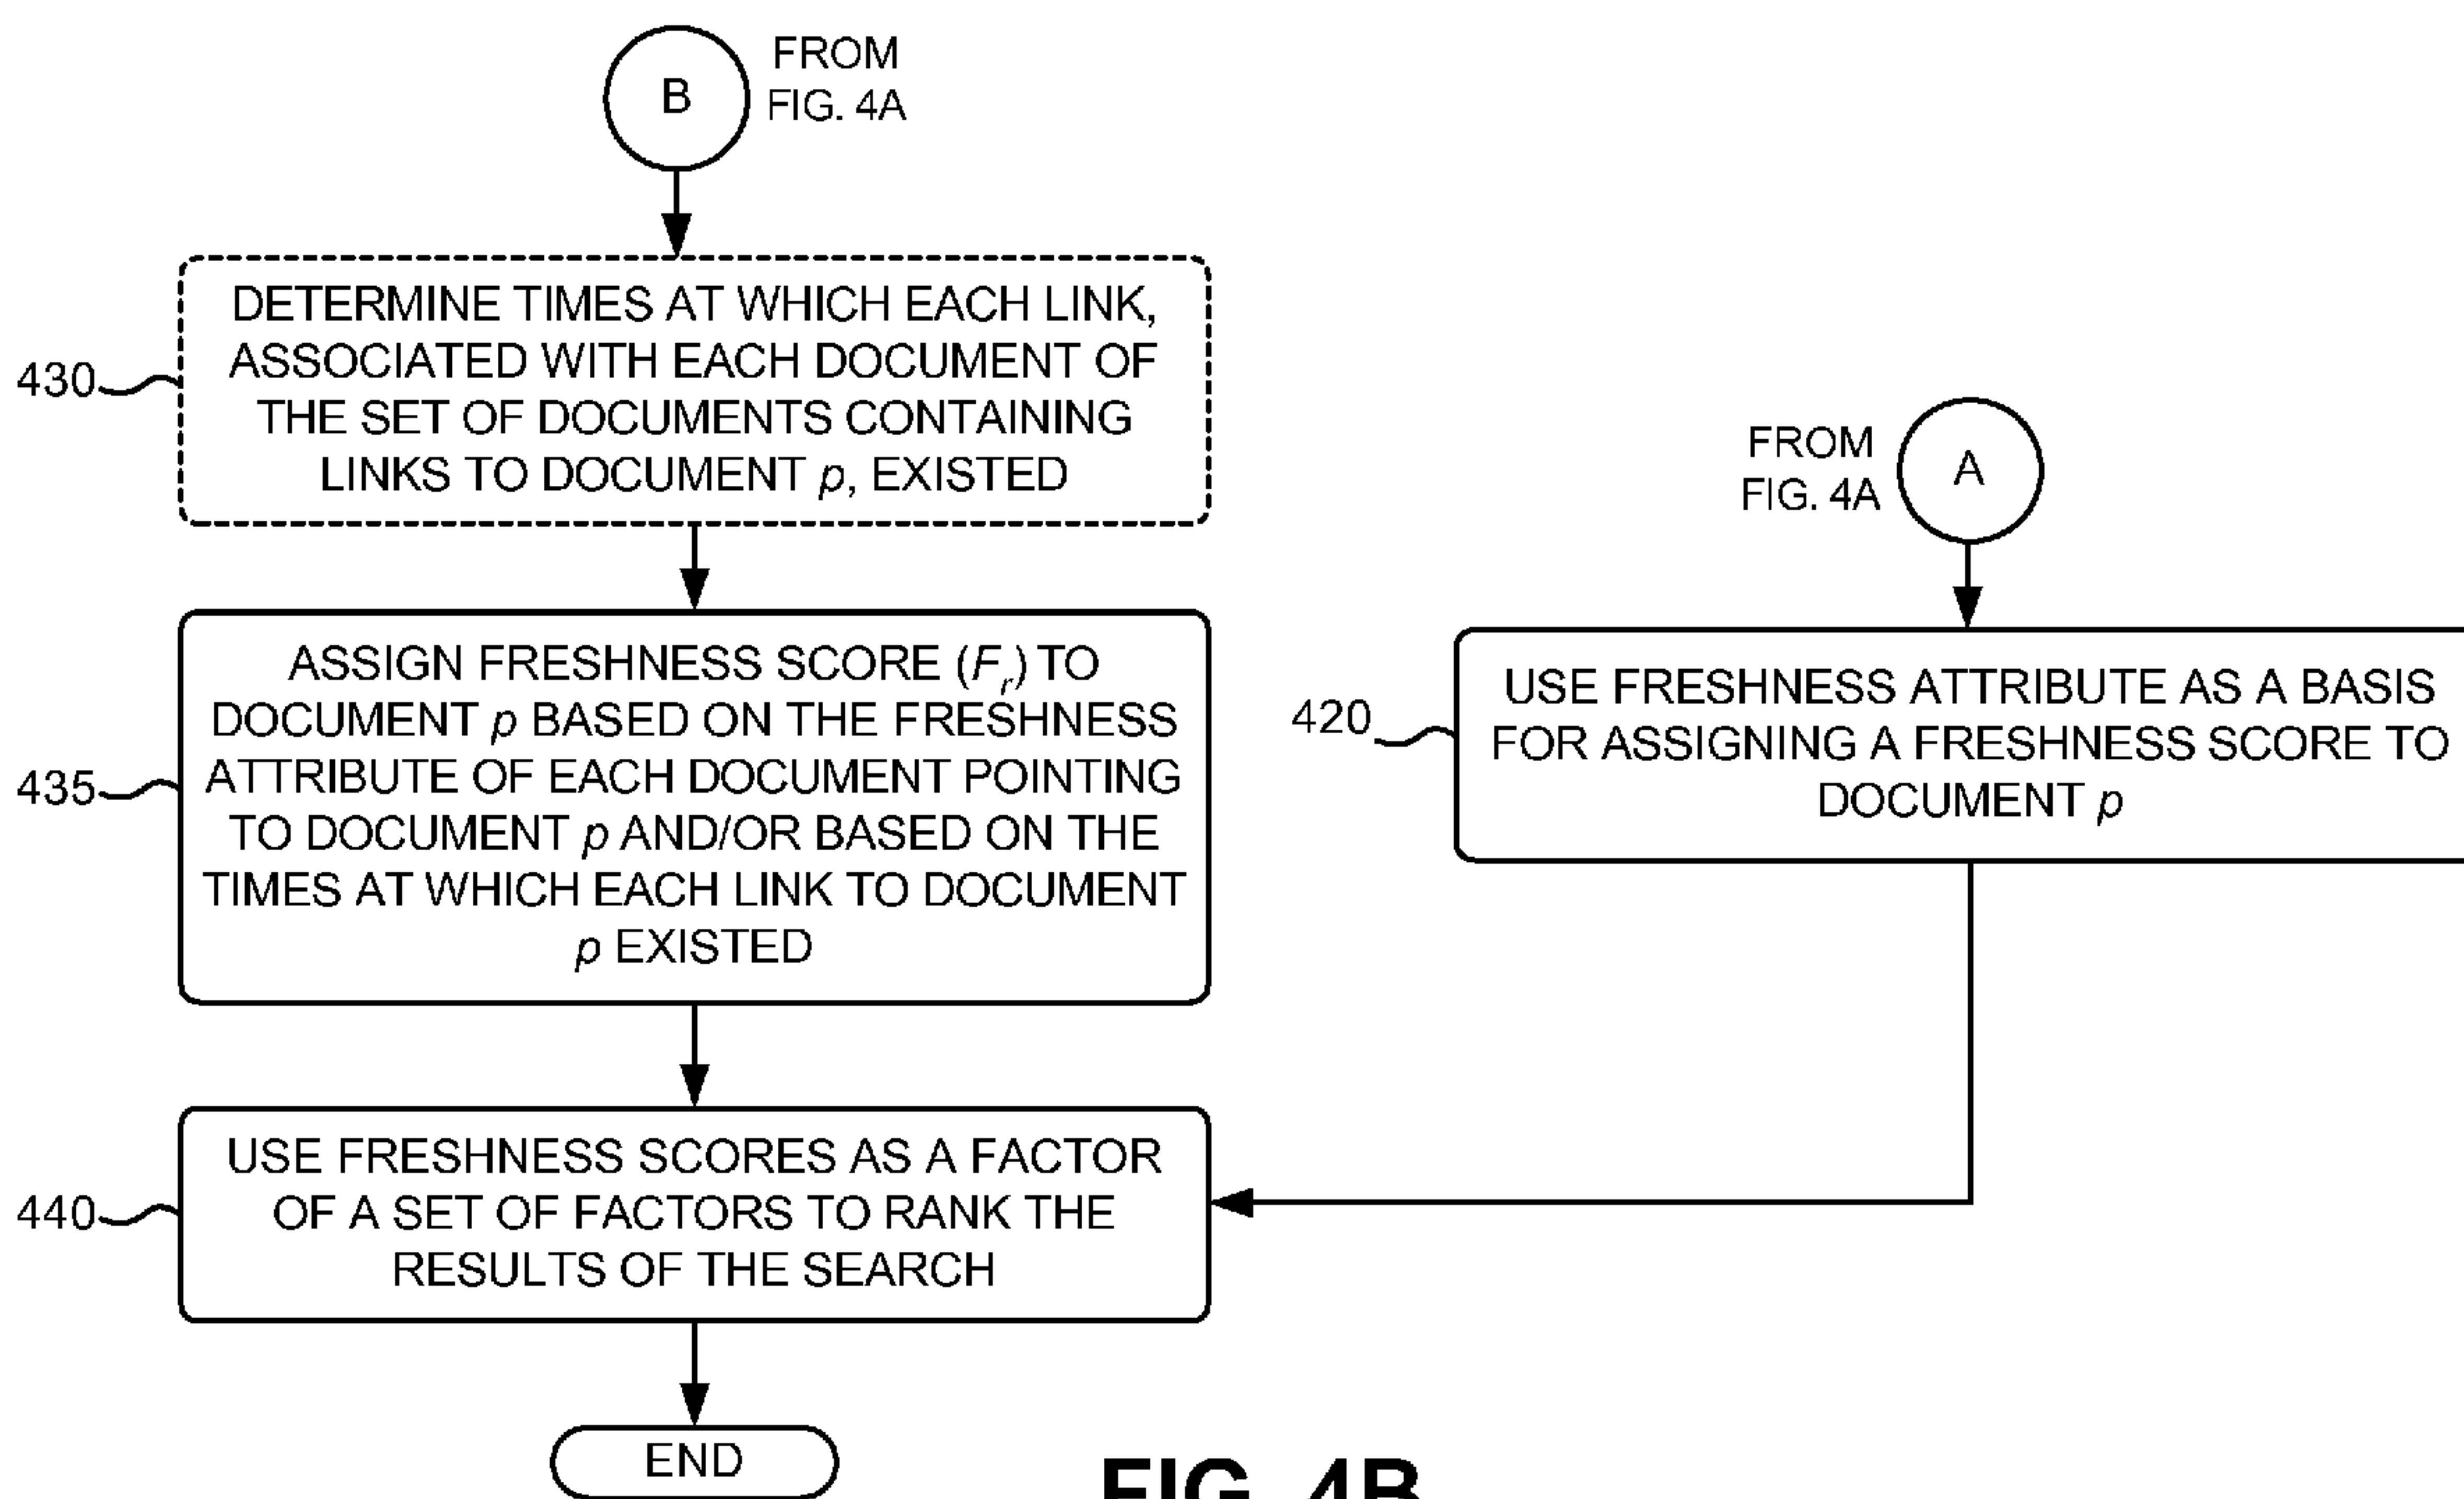 B
FROM
FIG. 4A
430
DETERMINE TIMES AT WHICH EACH LINK,
ASSOCIATED WITH EACH DOCUMENT OF
THE SET OF DOCUMENTS CONTAINING
LINKS TO DOCUMENT p, EXISTED
FROM
FIG. 4A
A
435
ASSIGN FRESHNESS SCORE (Fr) TO
DOCUMENT p BASED ON THE FRESHNESS
ATTRIBUTE OF EACH DOCUMENT POINTING
TO DOCUMENT p AND/OR BASED ON THE
TIMES AT WHICH EACH LINK TO DOCUMENT
p EXISTED
420
USE FRESHNESS ATTRIBUTE AS A BASIS
FOR ASSIGNING A FRESHNESS SCORE TO
DOCUMENT p
440
USE FRESHNESS SCORES AS A FACTOR
OF A SET OF FACTORS TO RANK THE
RESULTS OF THE SEARCH
END
FIG. 4B